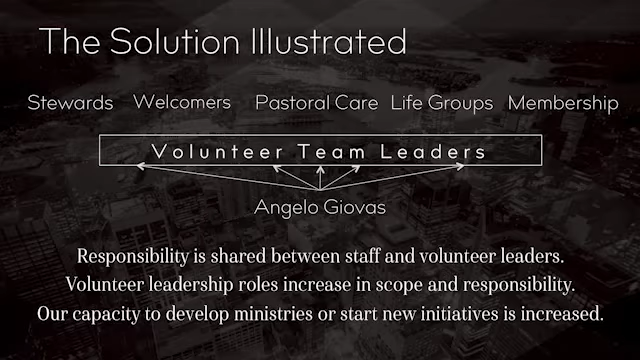 The Solution Illustrated
Stewards Welcomers Pastoral Care Life Groups Membership
Volunteer Team Leaders
Angelo Giovas
Responsibility is shared between staff and volunteer leaders.
Volunteer leadership roles increase in scope and responsibility.
Our capacity to develop ministries or start new initiatives is increased.